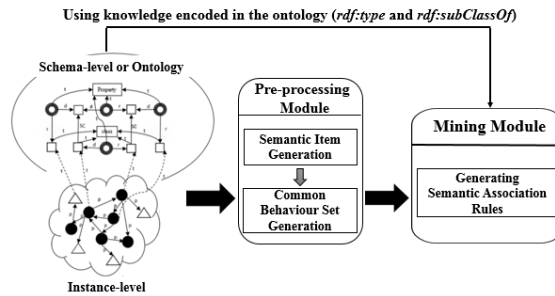 Using knowledge encoded in the ontology (rdf:type and rdf:subClassOf)
Schema-level or Ontology
Property
class
Instance-level
Pre-processing
Module
Semantic Item
Generation
Common
Behaviour Set
Generation
Mining Module
Generating
Semantic Association
Rules